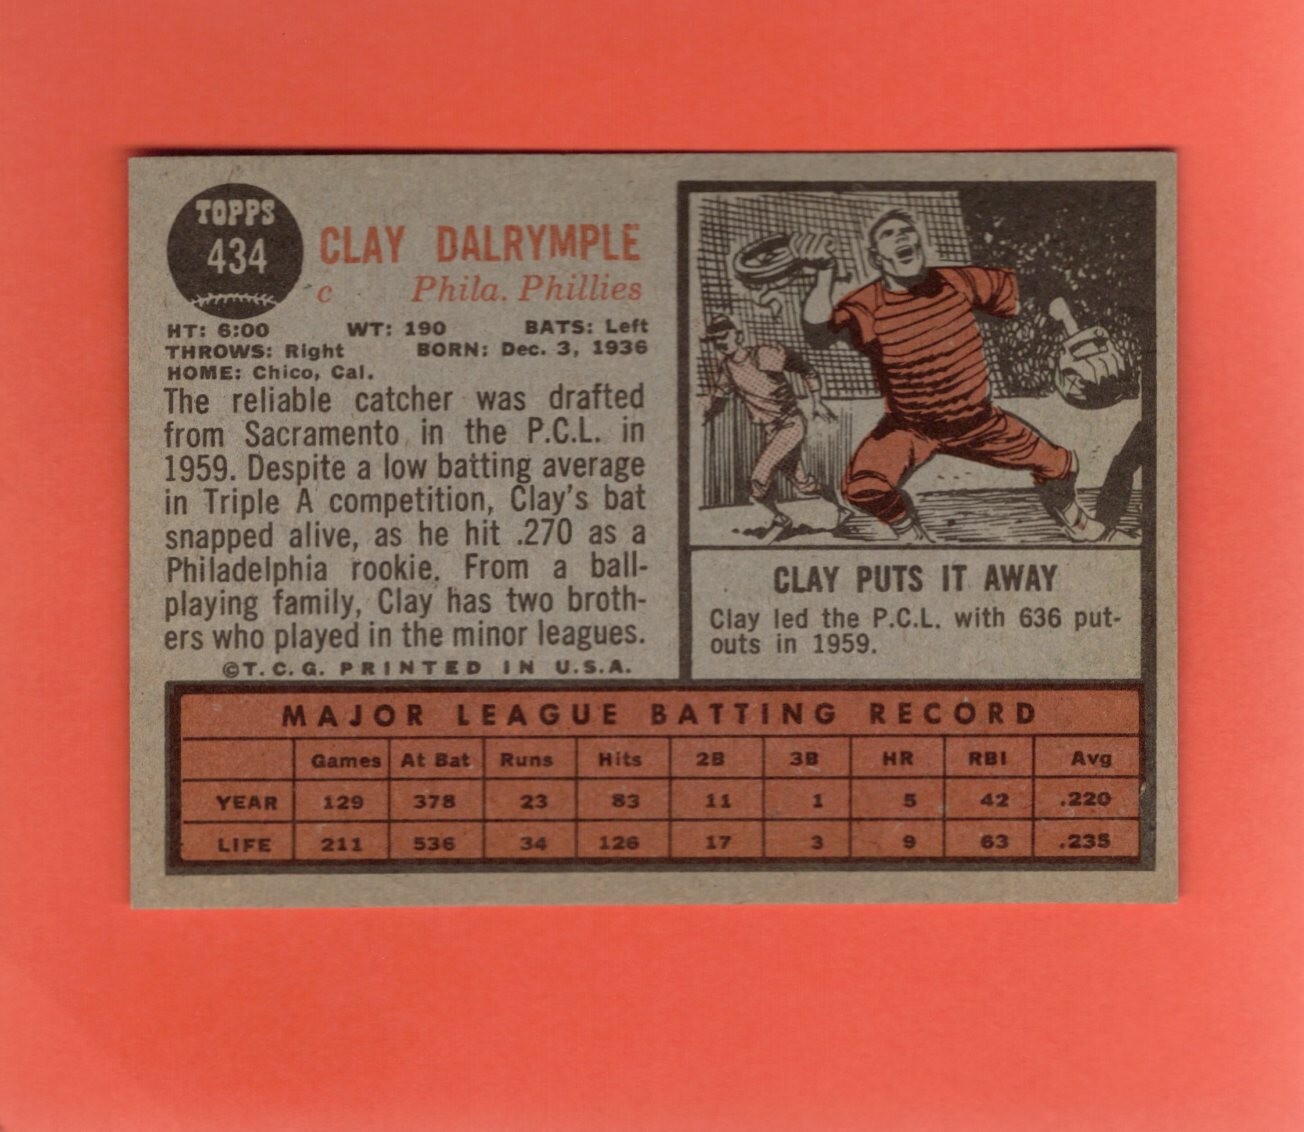 TOPPS
434
CLAY DALRYMPLE
c Phila. Phillies
HT: 6:00 WT: 190 BATS: Left
THROWS: Right BORN: Dec. 3, 1936
HOME: Chico, Cal.
The reliable catcher was drafted
from Sacramento in the P.C.L. in
1959. Despite a low batting average
in Triple A competition, Clay's bat
snapped alive, as he hit .270 as a
Philadelphia rookie. From a ball-
playing family, Clay has two broth-
ers who played in the minor leagues.
©T.C.G. PRINTED IN U.S.A.
CLAY PUTS IT AWAY
Clay led the P.C.L. with 636 put-
outs in 1959.
MAJOR LEAGUE BATTING RECORD
Games At Bat Runs Hits 2B 3B HR RBI Avg
YEAR 129 378 23 83 11 1 5 42 .220
LIFE 211 536 34 126 17 3 9 63 .235